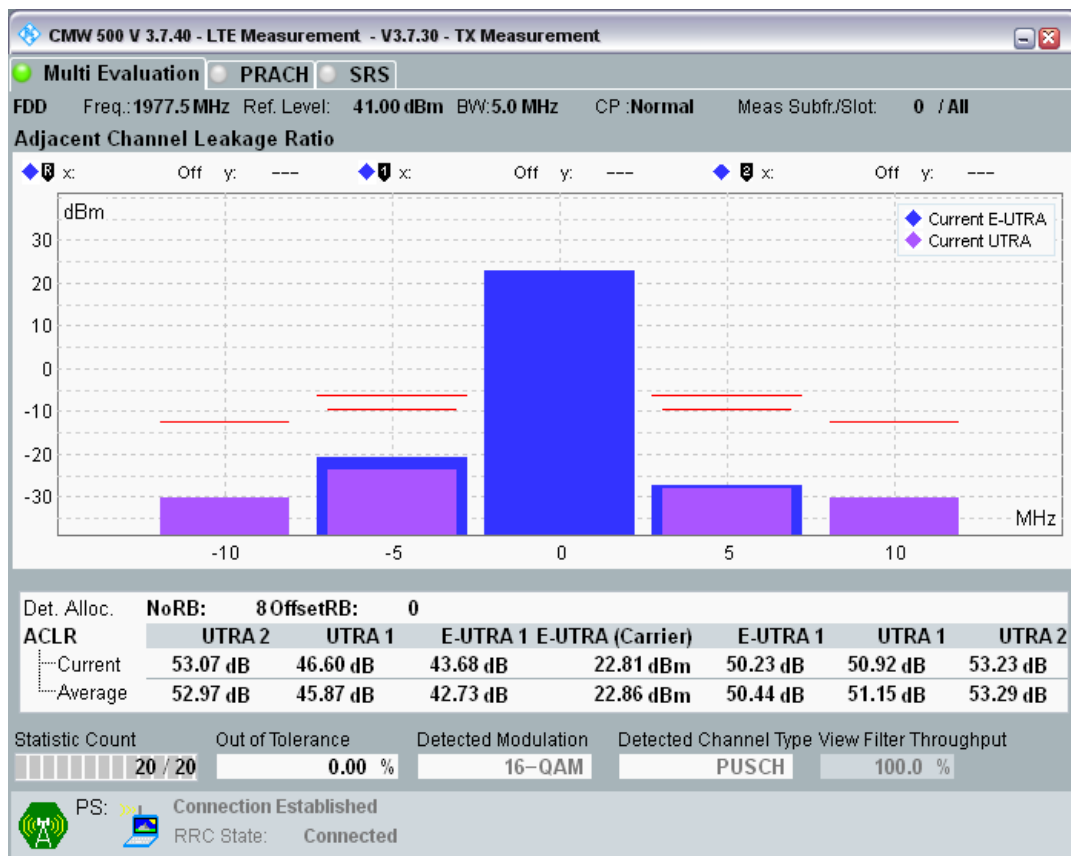 CMW 500 V 3.7.40 - LTE Measurement - V3.7.30 - TX Measurement
Multi Evaluation PRACH SRS
FDD Freq.:1977.5 MHz Ref. Level: 41.00 dBm BW:5.0 MHz CP :Normal Meas Subfr./Slot: 0 / All
Adjacent Channel Leakage Ratio
R x: Off y: --- 1 x: Off y: --- 2 x: Off y: ---
dBm
Current E-UTRA
Current UTRA
30
20
10
0
-10
-20
-30
MHz
-10 -5 0 5 10
Det. Alloc. NoRB: 8 OffsetRB: 0
ACLR UTRA 2 UTRA 1 E-UTRA 1 E-UTRA (Carrier) E-UTRA 1 UTRA 1 UTRA 2
Current 53.07 dB 46.60 dB 43.68 dB 22.81 dBm 50.23 dB 50.92 dB 53.23 dB
Average 52.97 dB 45.87 dB 42.73 dB 22.86 dBm 50.44 dB 51.15 dB 53.29 dB
Statistic Count Out of Tolerance Detected Modulation Detected Channel Type View Filter Throughput
20 / 20 0.00 % 16-QAM PUSCH 100.0 %
PS: Connection Established
RRC State: Connected